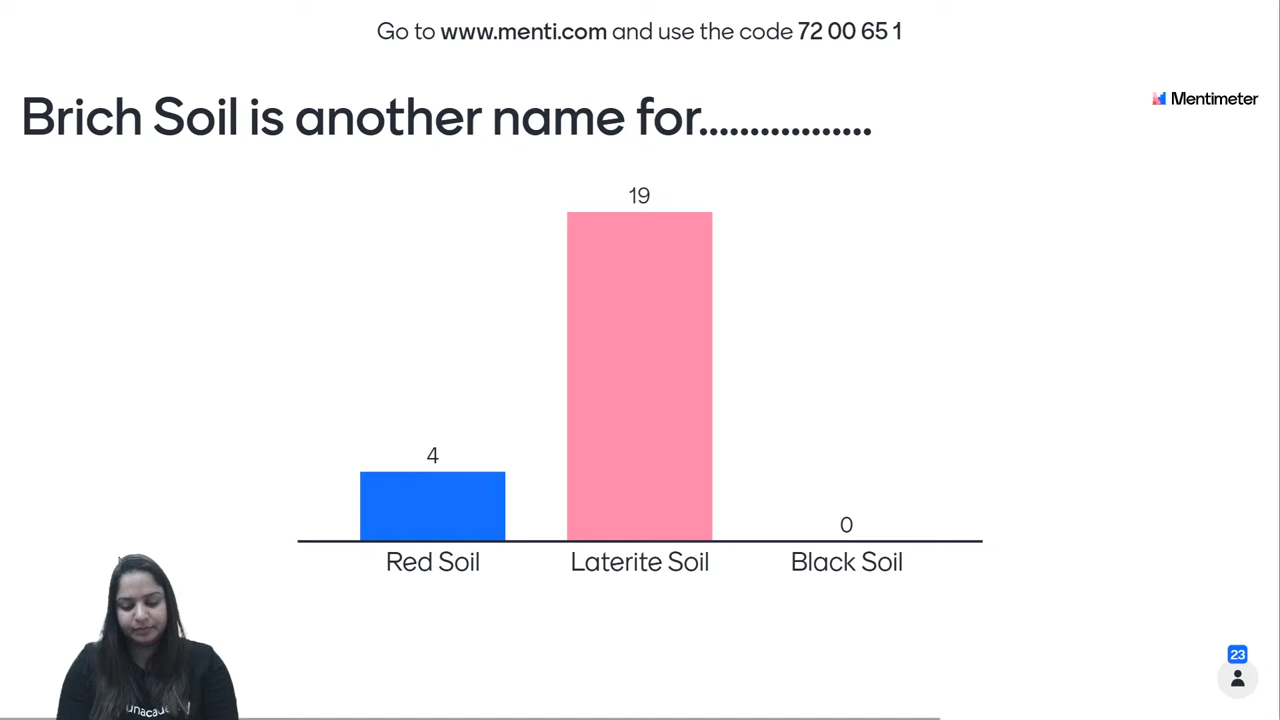 Go to www.menti.com and use the code 72 00 65 1
Mentimeter
Brich Soil is another name for.................
19
4
0
Red Soil
Laterite Soil
Black Soil
23